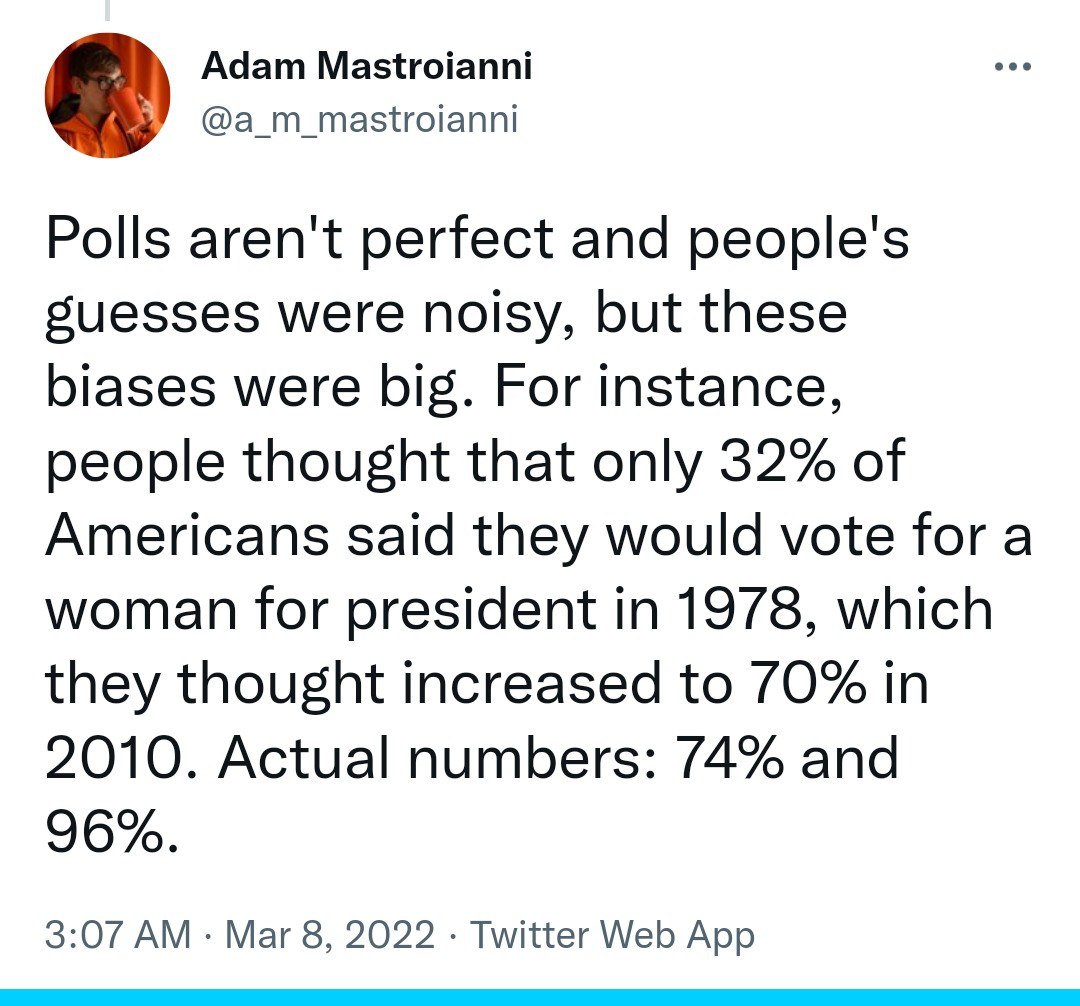 Adam Mastroianni
@a_m_mastroianni
Polls aren't perfect and people's
guesses were noisy, but these
biases were big. For instance,
people thought that only 32% of
Americans said they would vote for a
woman for president in 1978, which
they thought increased to 70% in
2010. Actual numbers: 74% and
96%.
3:07 AM · Mar 8, 2022 · Twitter Web App